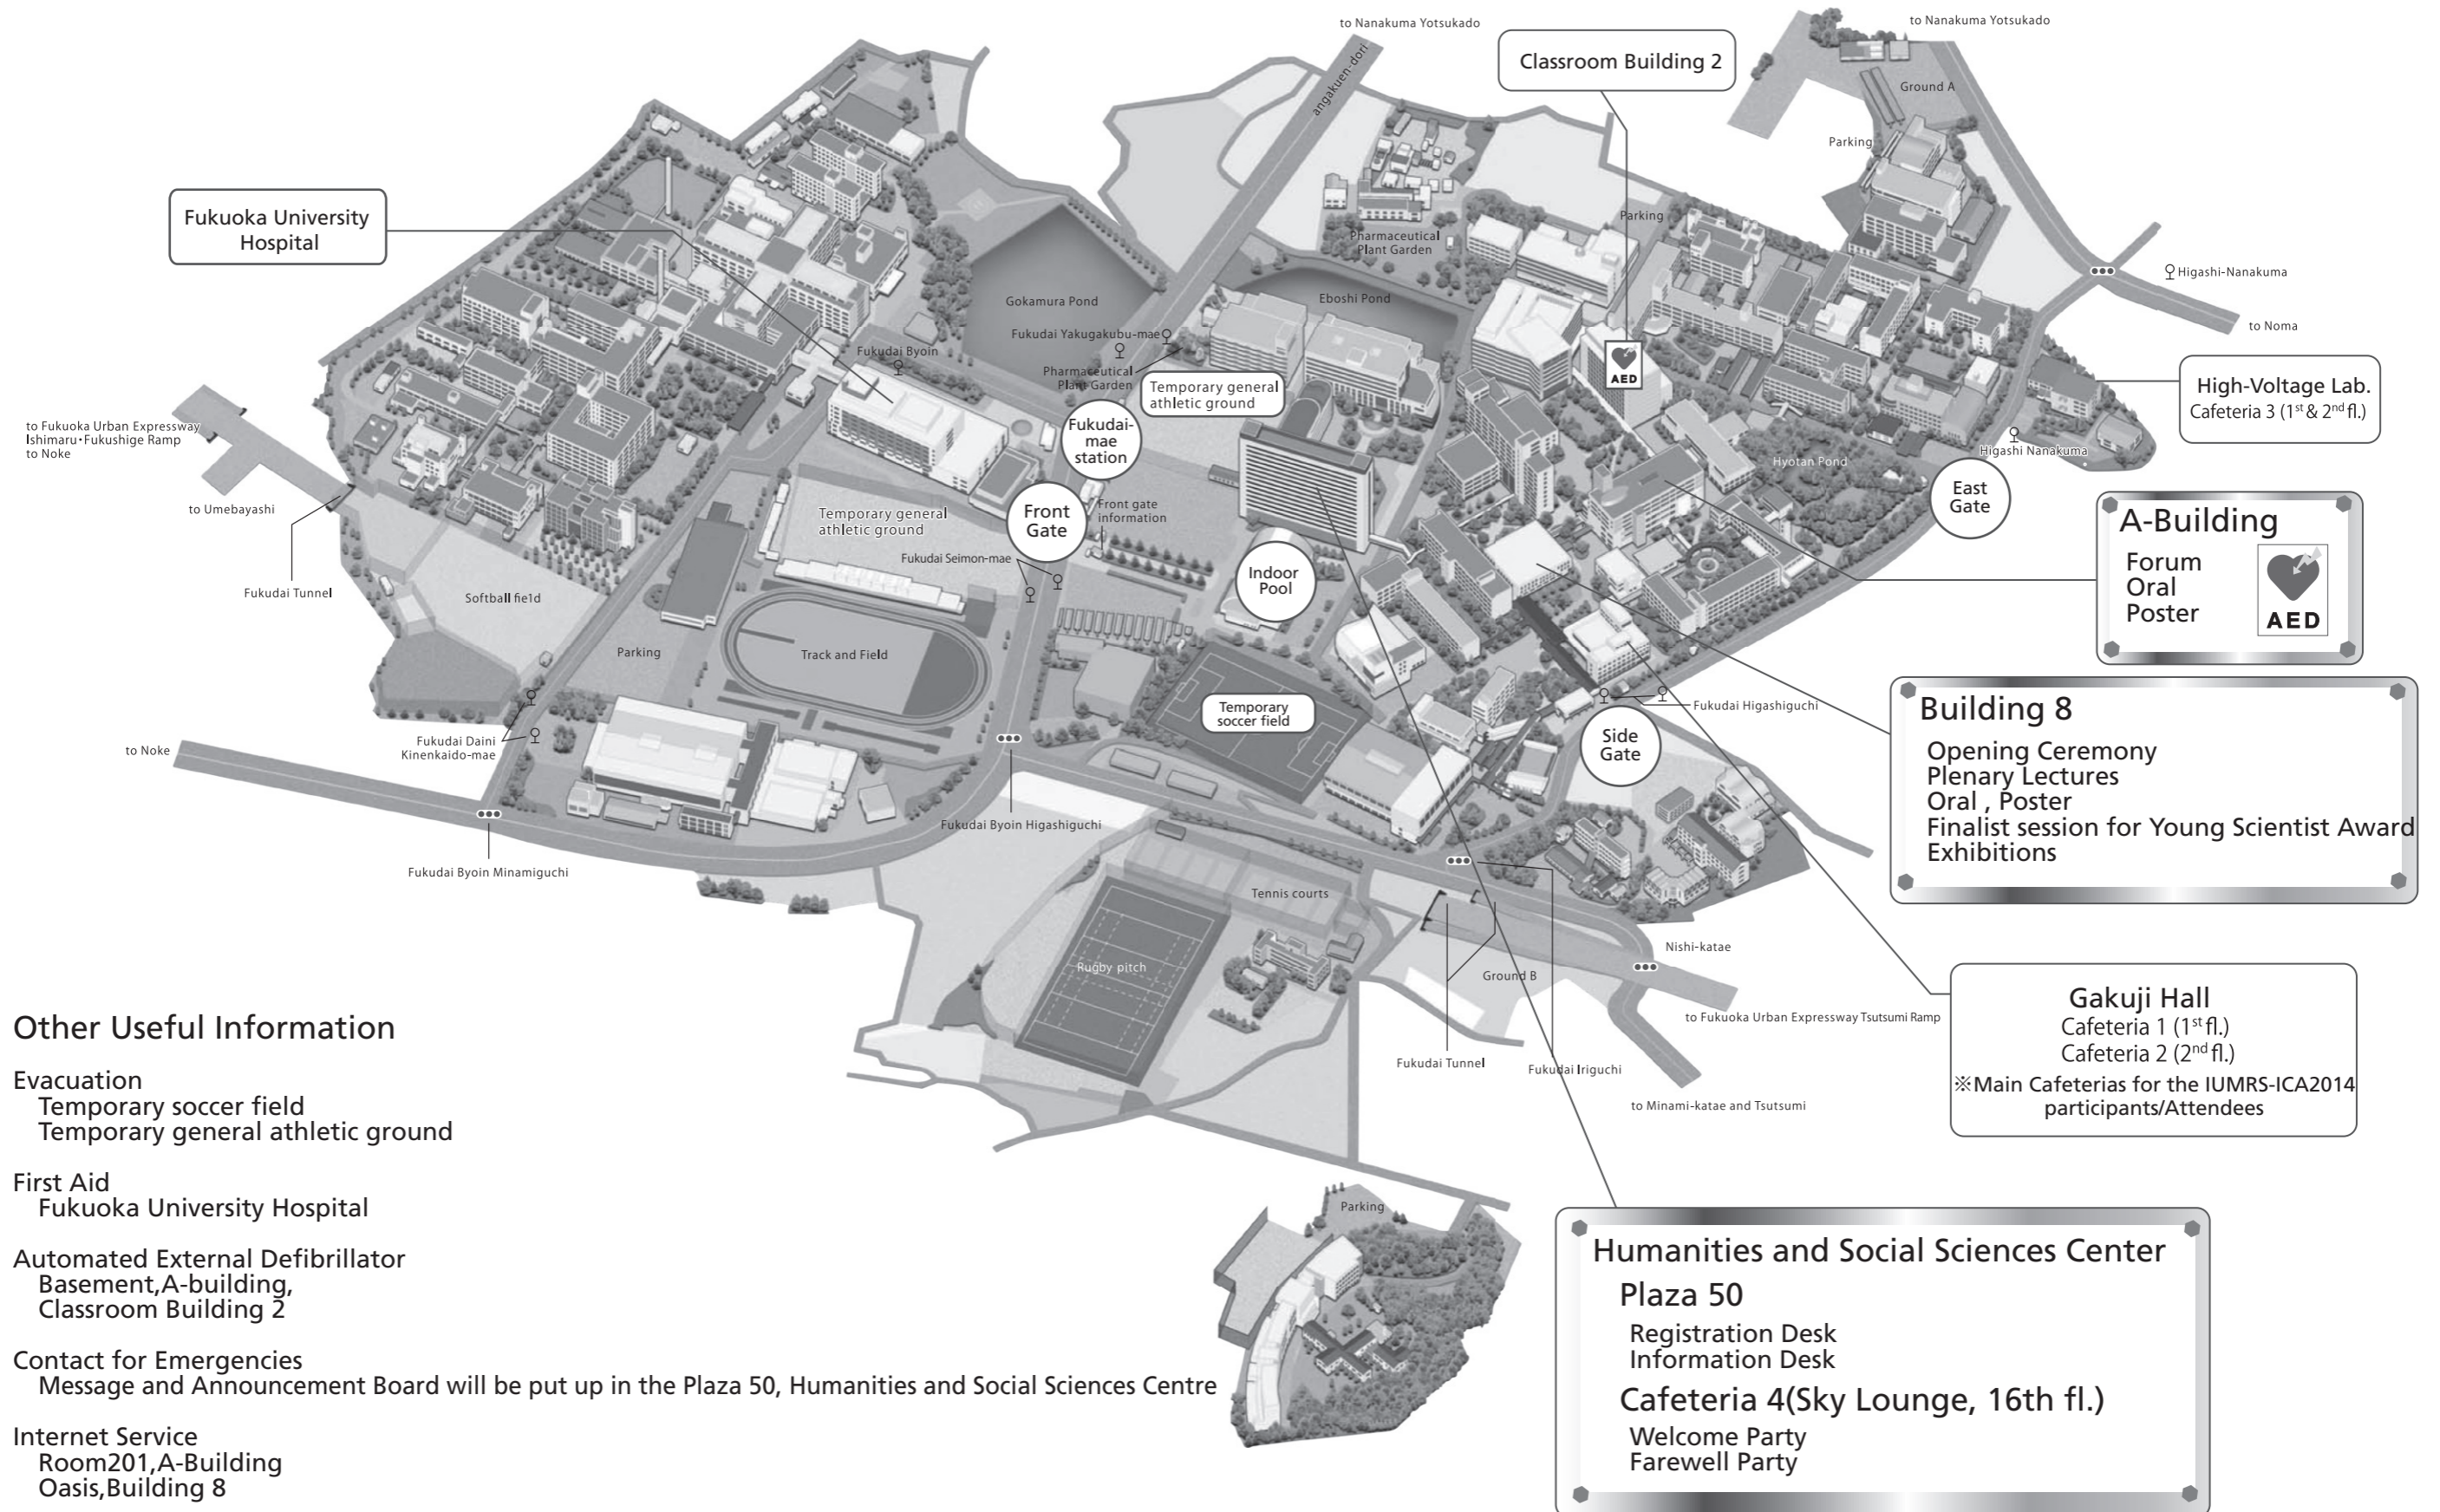 to Nanakuma Yotsukado
angakuen-dori
Classroom Building 2
to Nanakuma Yotsukado
Ground A
Parking
Fukuoka University
Hospital
Parking
Pharmaceutical
Plant Garden
Higashi-Nanakuma
to Noma
Gokamura Pond
Eboshi Pond
Fukudai Yakugakubu-mae
Fukudai Byoin
Pharmaceutical
Plant Garden
Temporary general
athletic ground
AED
High-Voltage Lab.
Cafeteria 3 (1st & 2nd fl.)
to Fukuoka Urban Expressway
Ishimaru・Fukushige Ramp
to Noke
Fukudai-
mae
station
Higashi Nanakuma
Hyotan Pond
to Umebayashi
East
Gate
Front
Gate
Front gate
information
Temporary general
athletic ground
A-Building
Forum
Oral
Poster
AED
Fukudai Seimon-mae
Indoor
Pool
Fukudai Tunnel
Softball field
Parking
Track and Field
Temporary
soccer field
Fukudai Higashiguchi
Building 8
Opening Ceremony
Plenary Lectures
Oral , Poster
Finalist session for Young Scientist Award
Exhibitions
Side
Gate
to Noke
Fukudai Daini
Kinenkaido-mae
Fukudai Byoin Higashiguchi
Fukudai Byoin Minamiguchi
Tennis courts
Rugby pitch
Nishi-katae
Ground B
Gakuji Hall
Cafeteria 1 (1st fl.)
Cafeteria 2 (2nd fl.)
※Main Cafeterias for the IUMRS-ICA2014
participants/Attendees
to Fukuoka Urban Expressway Tsutsumi Ramp
Fukudai Tunnel
Fukudai Iriguchi
to Minami-katae and Tsutsumi
Parking
Other Useful Information
Evacuation
Temporary soccer field
Temporary general athletic ground
First Aid
Fukuoka University Hospital
Automated External Defibrillator
Basement,A-building,
Classroom Building 2
Contact for Emergencies
Message and Announcement Board will be put up in the Plaza 50, Humanities and Social Sciences Centre
Internet Service
Room201,A-Building
Oasis,Building 8
Humanities and Social Sciences Center
Plaza 50
Registration Desk
Information Desk
Cafeteria 4(Sky Lounge, 16th fl.)
Welcome Party
Farewell Party